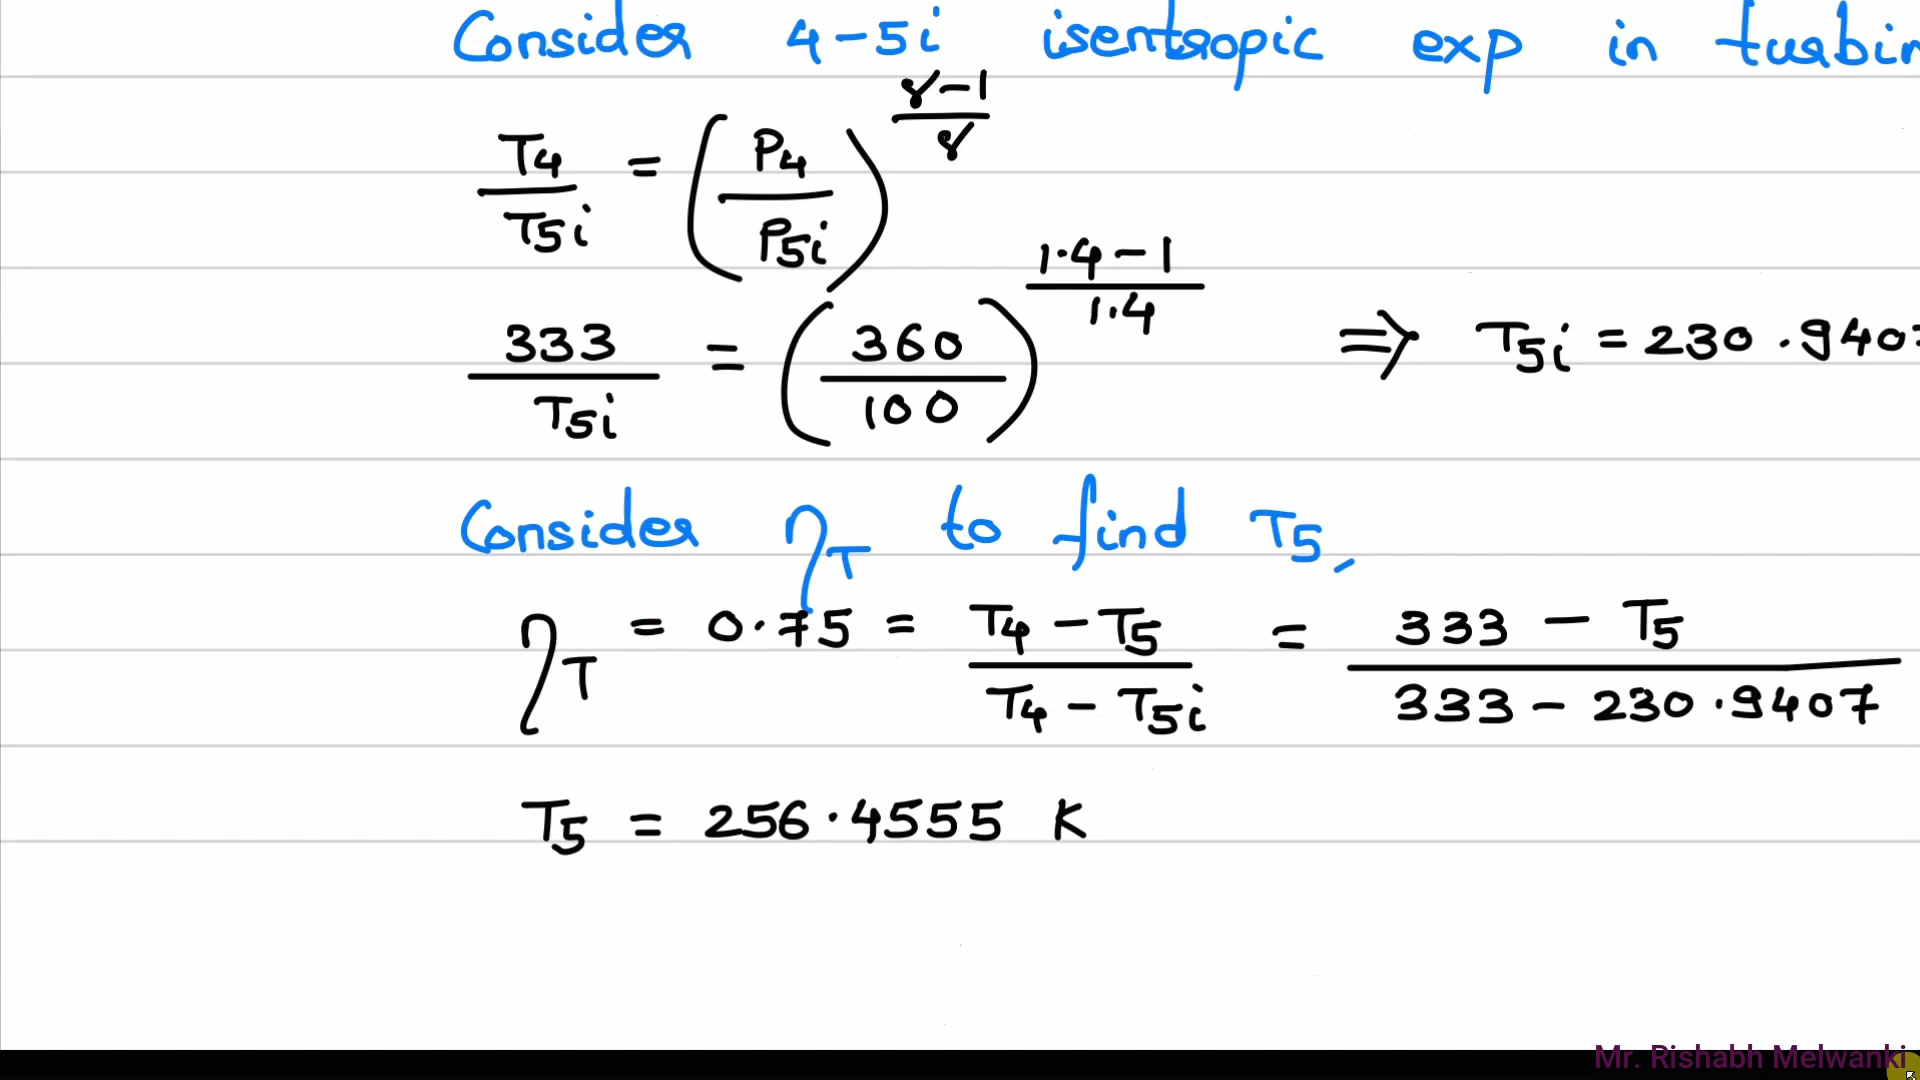 Consider 4-5i isentropic exp in turbin
T4/T5i = (P4/P5i)^((γ-1)/γ)
333/T5i = (360/100)^((1.4-1)/1.4) ⇒ T5i = 230.9407
Consider ηT to find T5,
ηT = 0.75 = (T4-T5)/(T4-T5i) = (333-T5)/(333-230.9407)
T5 = 256.4555 K
Mr. Rishabh Melwanki